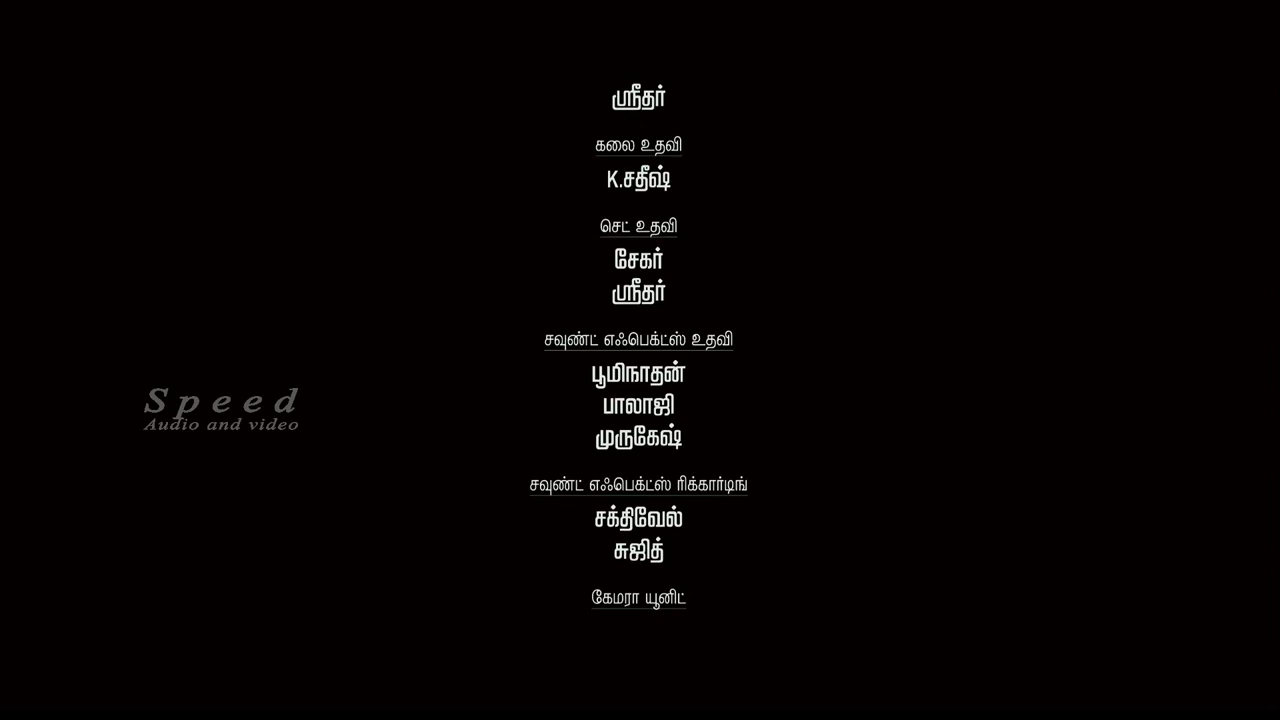 ஸ்ரீதர்
கலை உதவி
K.சதீஷ்
செட் உதவி
சேகர்
ஸ்ரீதர்
சவுண்ட் எஃபெக்ட்ஸ் உதவி
பூமிநாதன்
பாலாஜி
முருகேஷ்
Speed
Audio and video
சவுண்ட் எஃபெக்ட்ஸ் ரிக்கார்டிங்
சக்திவேல்
சுஜித்
கேமரா யூனிட்